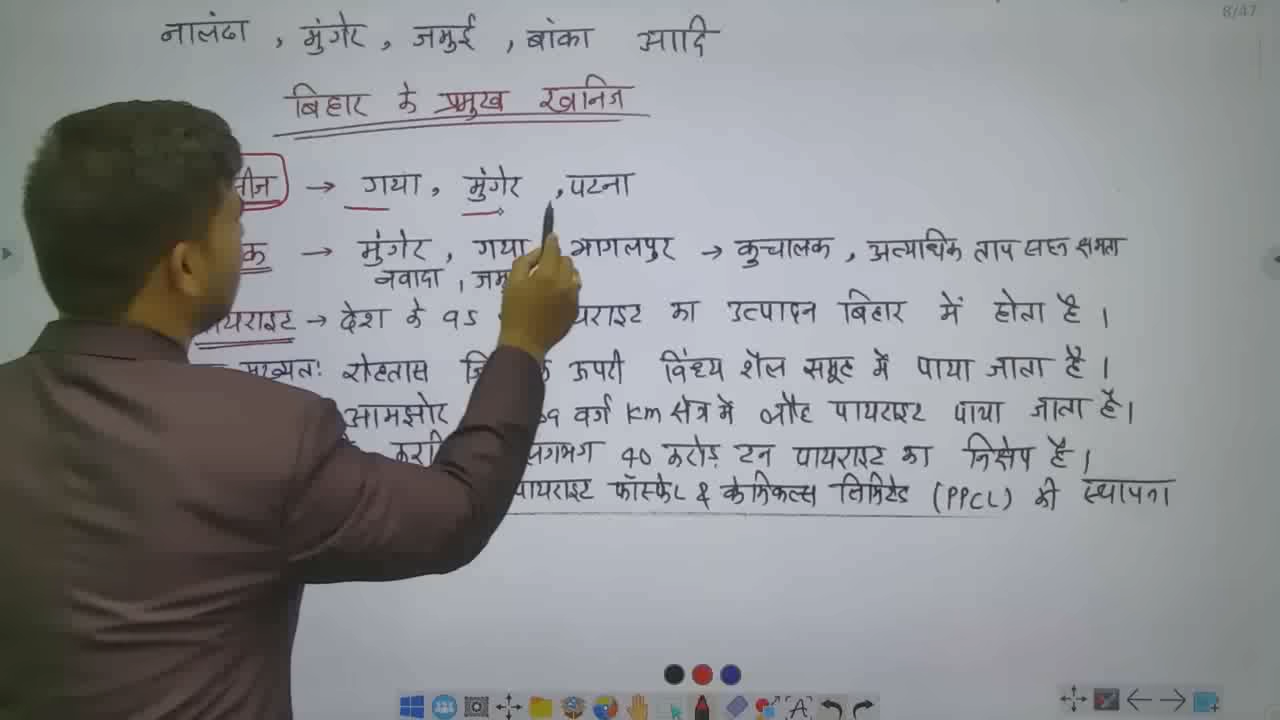 8/47
नालंदा , मुंगेर , जमुई , बांका आदि
बिहार के प्रमुख खनिज
→ गया , मुंगेर , पटना
→ मुंगेर , गया भागलपुर → कुचालक , अत्यधिक ताप सहन क्षमता
नवादा ,
पायराइट → देश के 95 का उत्पादन बिहार में होता है ।
मुख्यतः रोहतास ऊपरी विंध्य शैल समूह में पाया जाता है ।
आमझोर 109 वर्ग Km क्षेत्र में लौह पायराइट पाया जाता है ।
लगभग 40 करोड़ टन पायराइट का निक्षेप है ।
पायराइट फॉस्फेट & केमिकल्स लिमिटेड (PPCL) की स्थापना